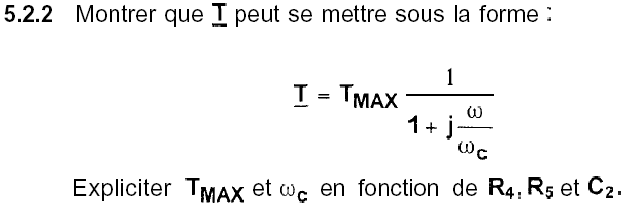 5.2.2 Montrer que T peut se mettre sous la forme :
T = TMAX 1 / (1 + j ω/ωc)
Expliciter TMAX et ωc en fonction de R4, R5 et C2.